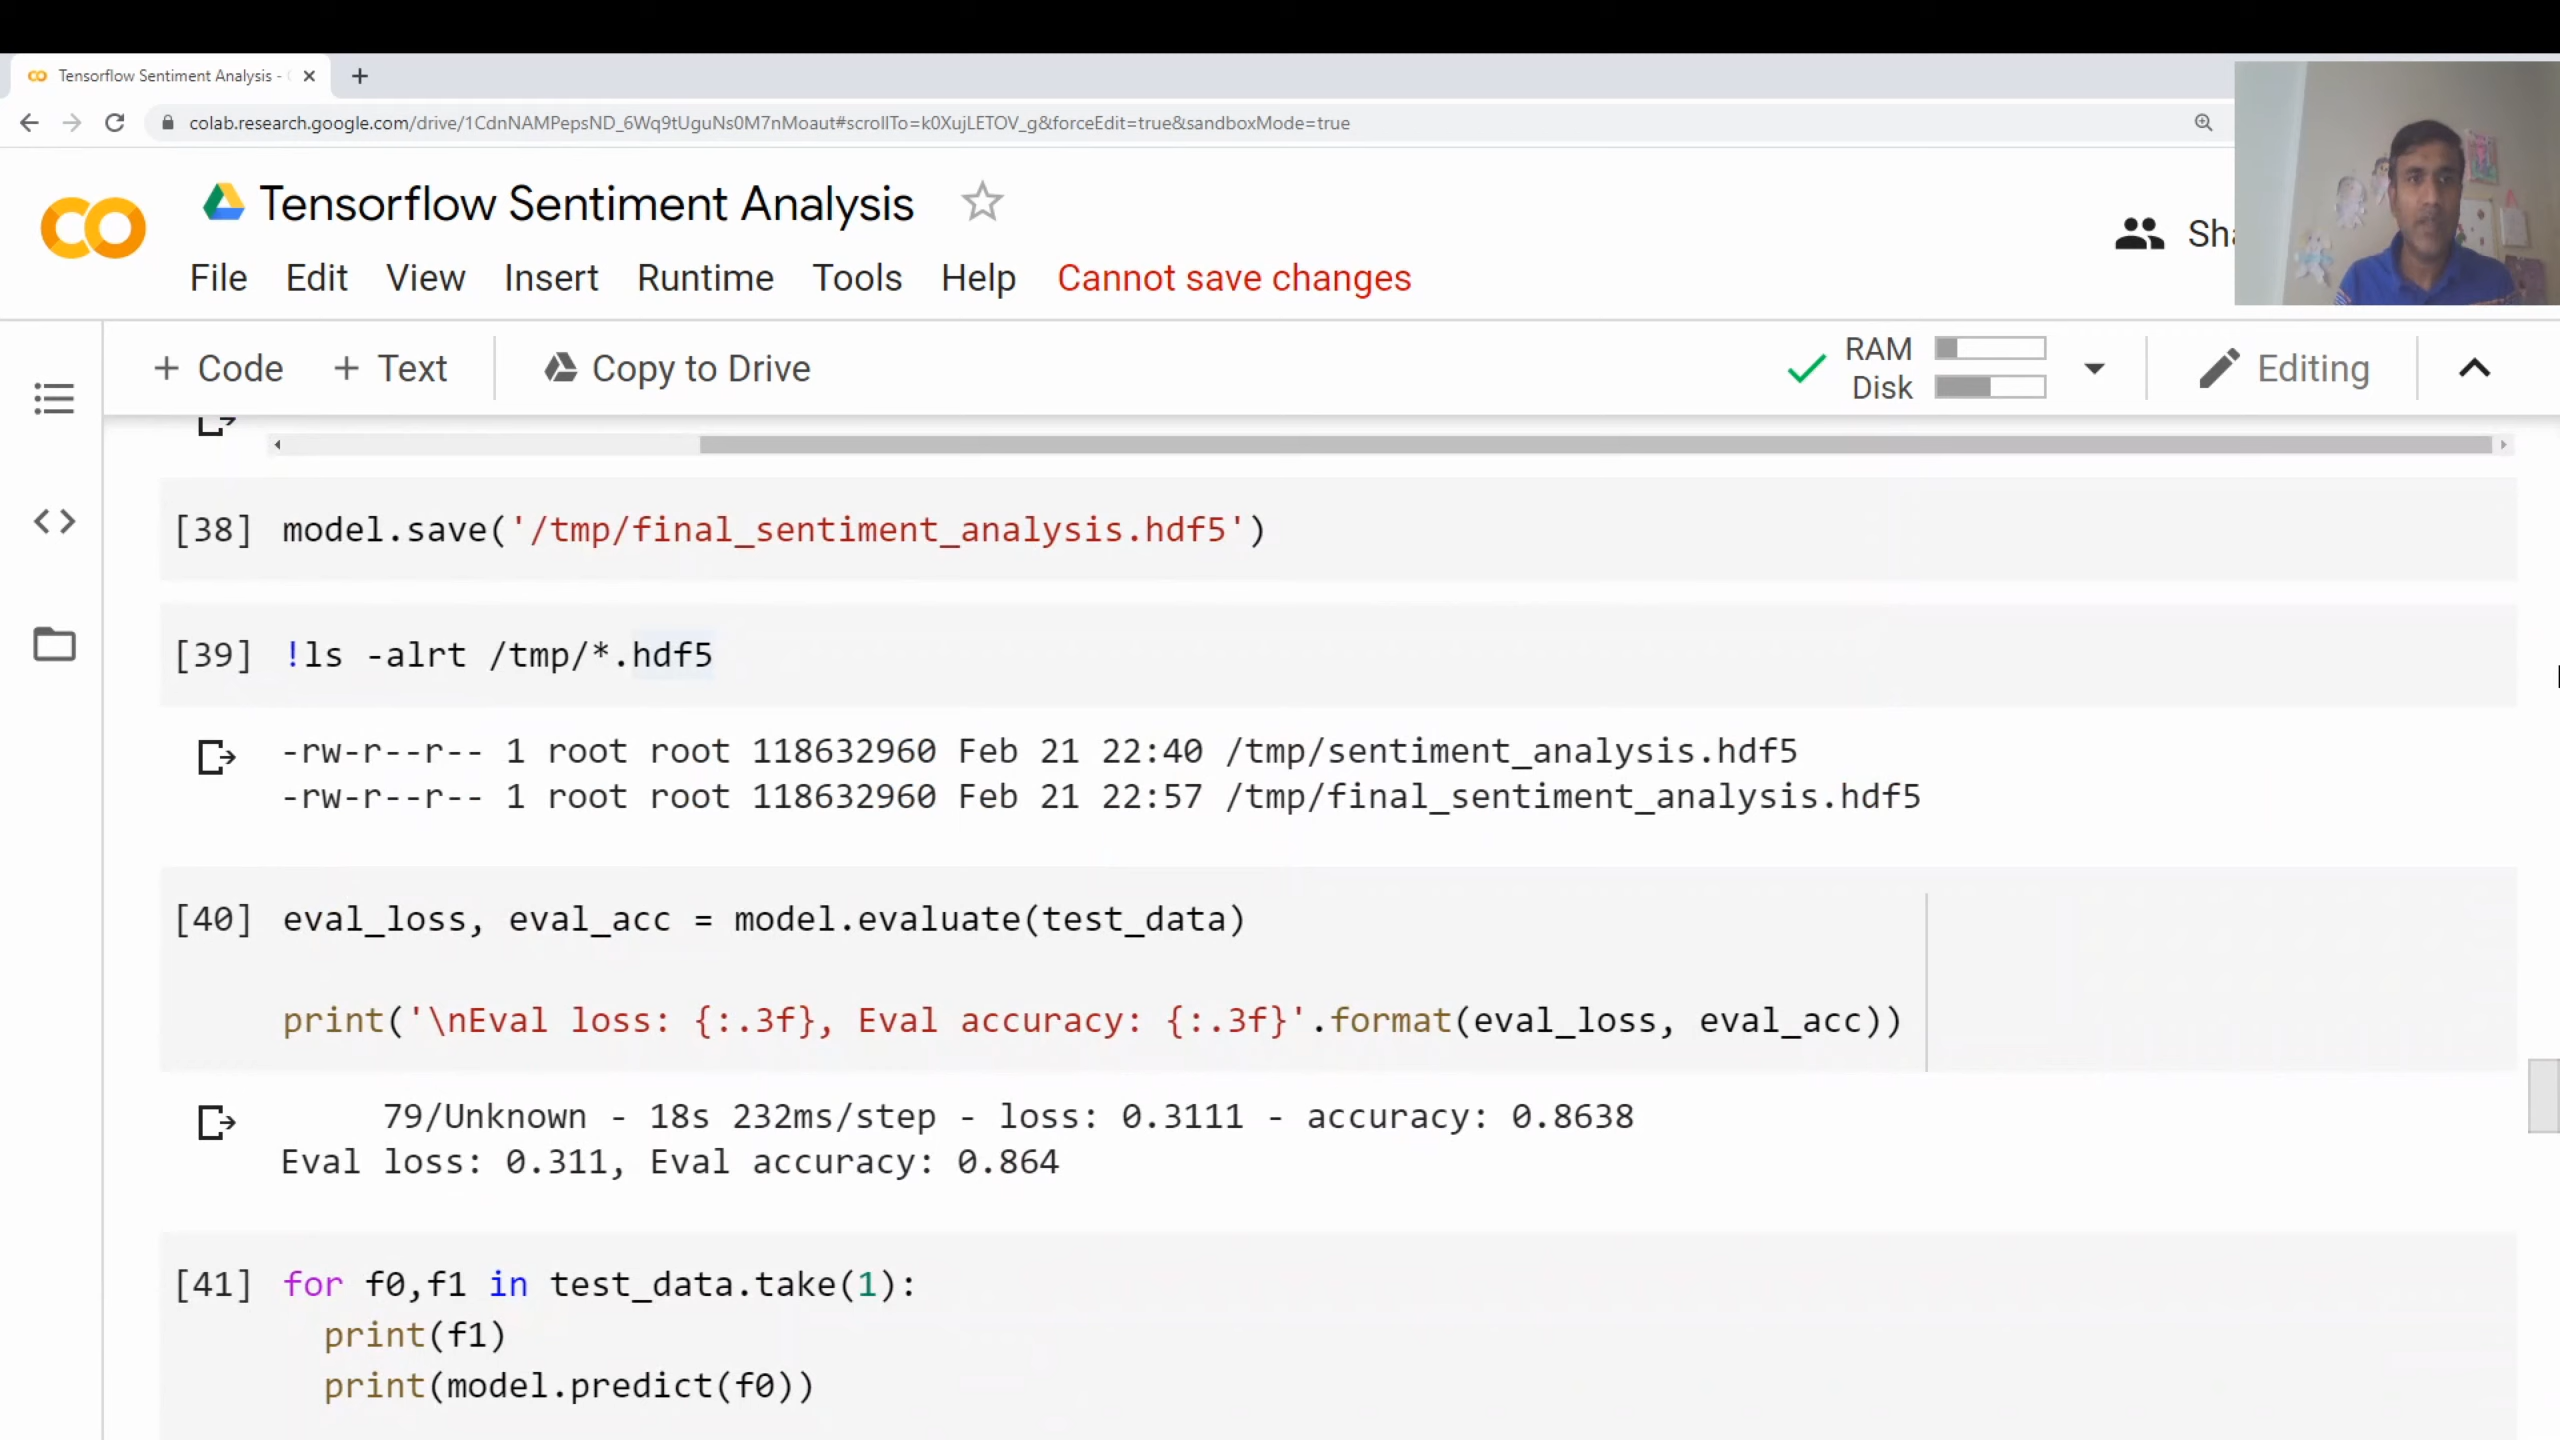 Tensorflow Sentiment Analysis -
colab.research.google.com/drive/1CdnNAMPepsND_6Wq9tUguNs0M7nMoaut#scrollTo=k0XujLETOV_g&forceEdit=true&sandboxMode=true
Tensorflow Sentiment Analysis
File Edit View Insert Runtime Tools Help Cannot save changes
Sha
+ Code + Text Copy to Drive
RAM
Disk
Editing
[38] model.save('/tmp/final_sentiment_analysis.hdf5')
[39] !ls -alrt /tmp/*.hdf5
-rw-r--r-- 1 root root 118632960 Feb 21 22:40 /tmp/sentiment_analysis.hdf5
-rw-r--r-- 1 root root 118632960 Feb 21 22:57 /tmp/final_sentiment_analysis.hdf5
[40] eval_loss, eval_acc = model.evaluate(test_data)
print('\nEval loss: {:.3f}, Eval accuracy: {:.3f}'.format(eval_loss, eval_acc))
79/Unknown - 18s 232ms/step - loss: 0.3111 - accuracy: 0.8638
Eval loss: 0.311, Eval accuracy: 0.864
[41] for f0,f1 in test_data.take(1):
print(f1)
print(model.predict(f0))